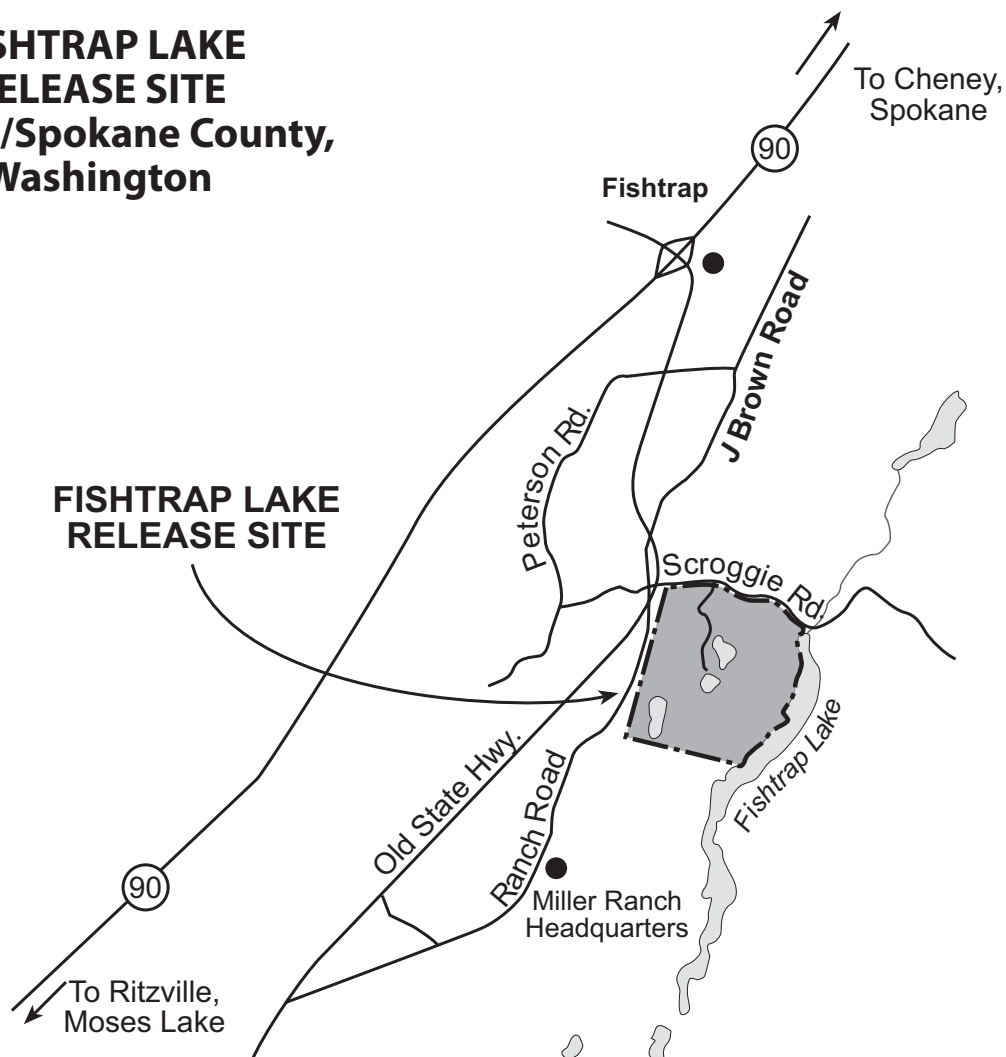 SHTRAP LAKE
ELEASE SITE
/Spokane County,
Washington
To Cheney,
Spokane
90
Fishtrap
J Brown Road
Peterson Rd.
FISHTRAP LAKE
RELEASE SITE
Scroggie Rd.
Fishtrap Lake
Old State Hwy.
Ranch Road
90
Miller Ranch
Headquarters
To Ritzville,
Moses Lake